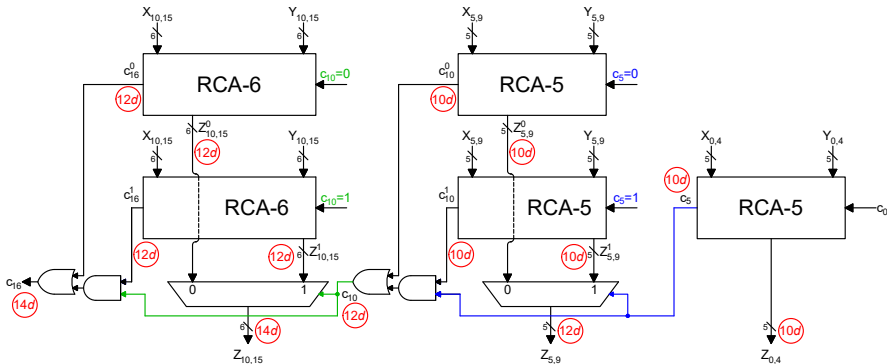 X10,15 Y10,15 X5,9 Y5,9
6 6 5 5
c⁰16 RCA-6 c10=0 c⁰10 RCA-5 c5=0
12d 10d
6 Z⁰10,15 5 Z⁰5,9
12d 10d
X10,15 Y10,15 X5,9 Y5,9 X0,4 Y0,4
6 6 5 5 5 5
10d
c¹16 RCA-6 c10=1 c¹10 RCA-5 c5=1 c5 RCA-5 c0
12d 12d 6 Z¹10,15 10d 10d 5 Z¹5,9
c16 0 1 c10 0 1
14d 6 14d 12d 5 12d 5 10d
Z10,15 Z5,9 Z0,4